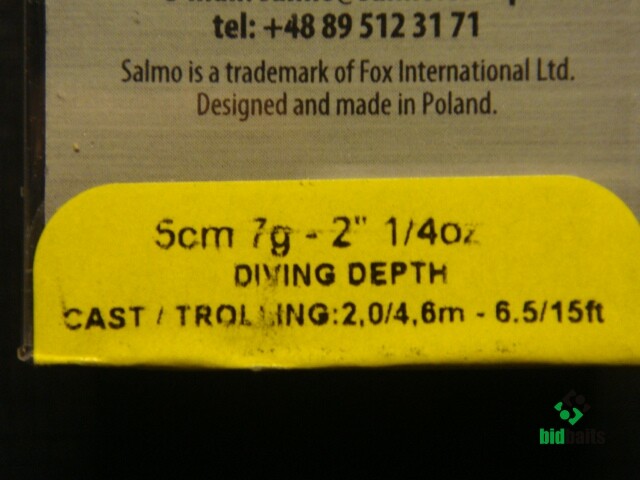 tel: +48 89 512 31 71
Salmo is a trademark of Fox International Ltd.
Designed and made in Poland.
5cm 7g - 2" 1/4oz
DIVING DEPTH
CAST / TROLLING:2,0/4,6m - 6.5/15ft
bidbaits